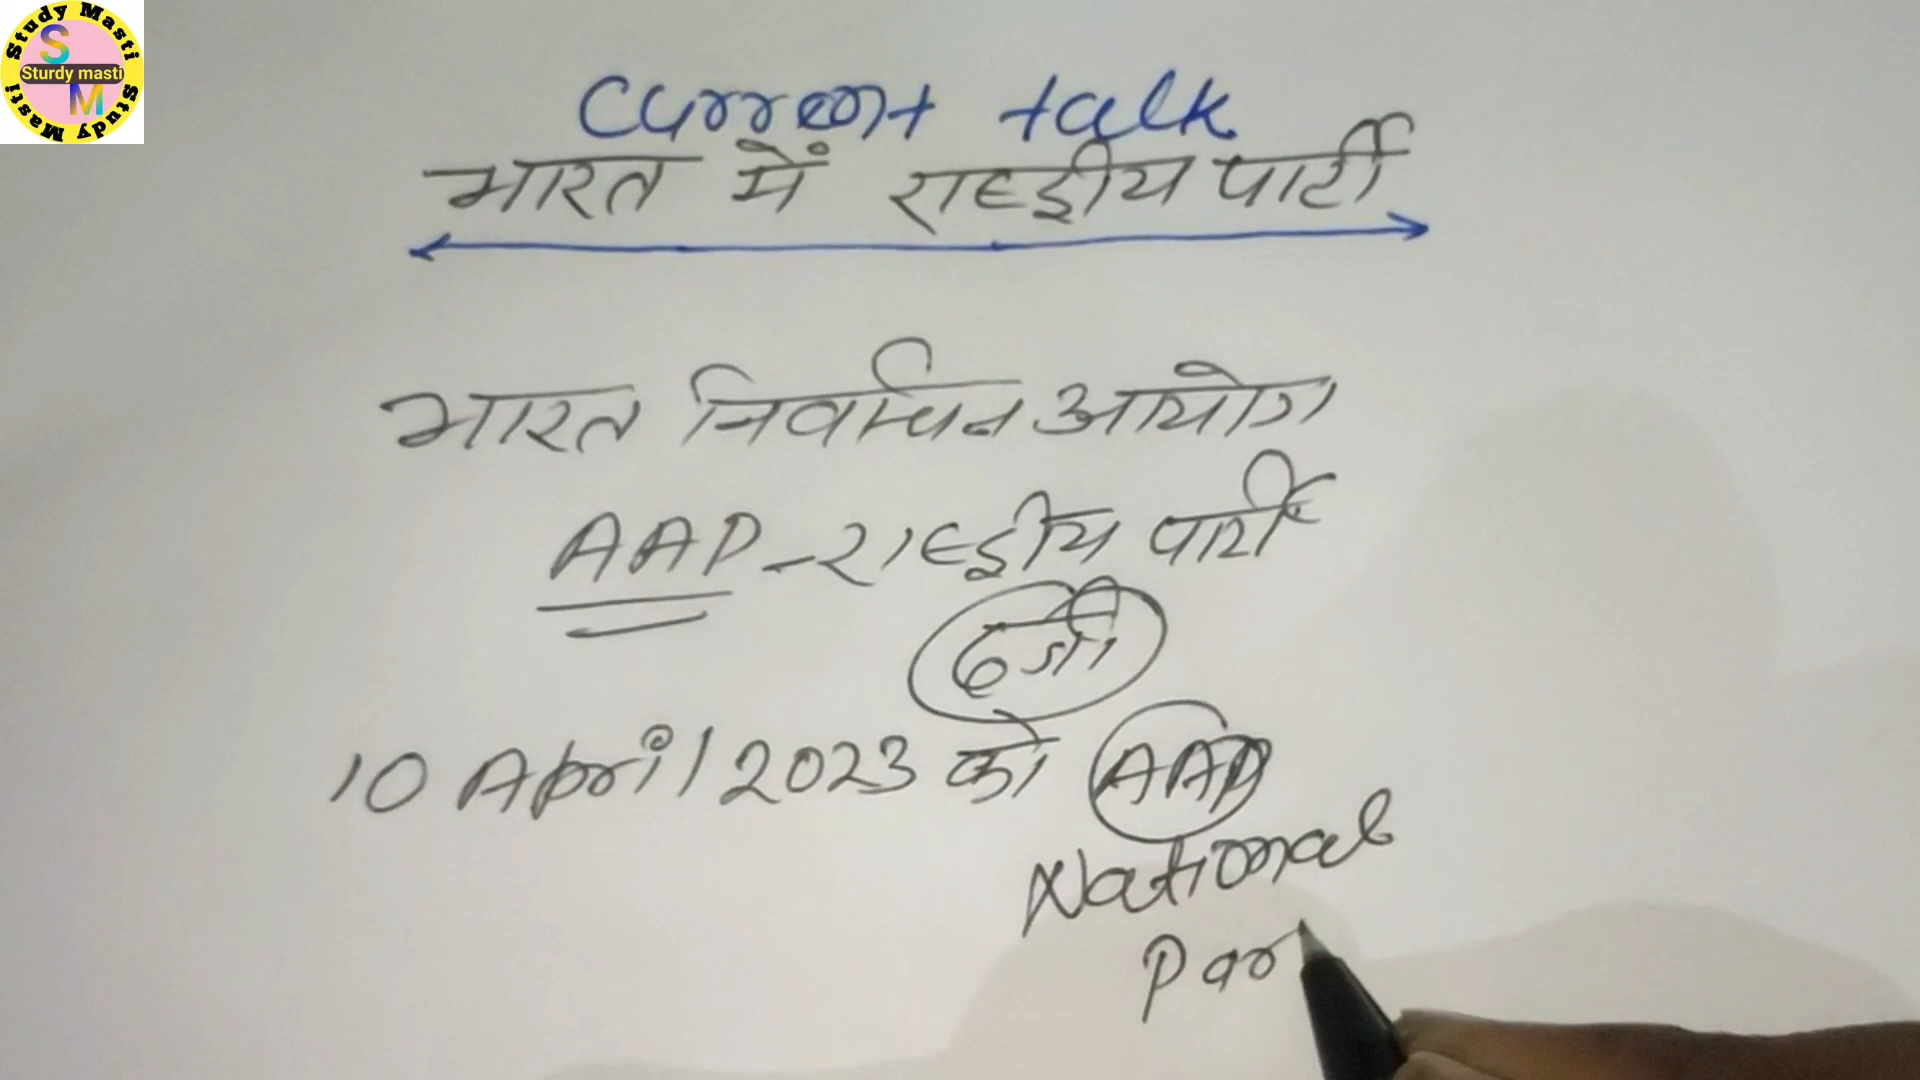 Study Masti
S
Sturdy masti
M
Study Masti
Current talk
भारत में राष्ट्रीय पार्टी
भारत निर्वाचन आयोग
AAP - राष्ट्रीय पार्टी
दर्जा
10 April 2023 को AAP
National
Par